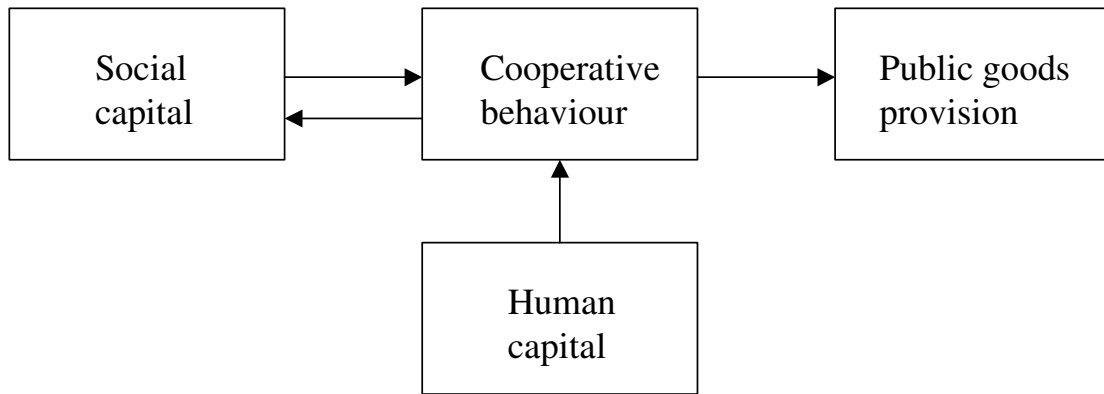 Social
capital
Cooperative
behaviour
Public goods
provision
Human
capital